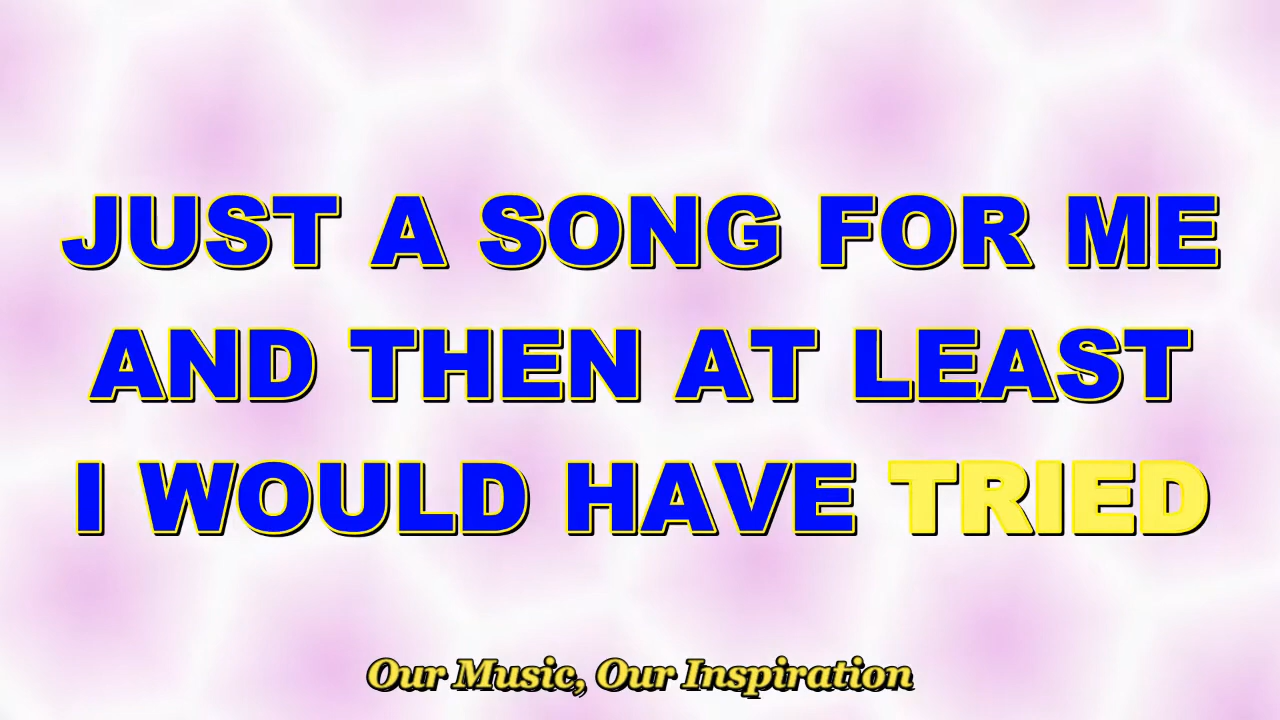 JUST A SONG FOR ME
AND THEN AT LEAST
I WOULD HAVE TRIED
Our Music, Our Inspiration